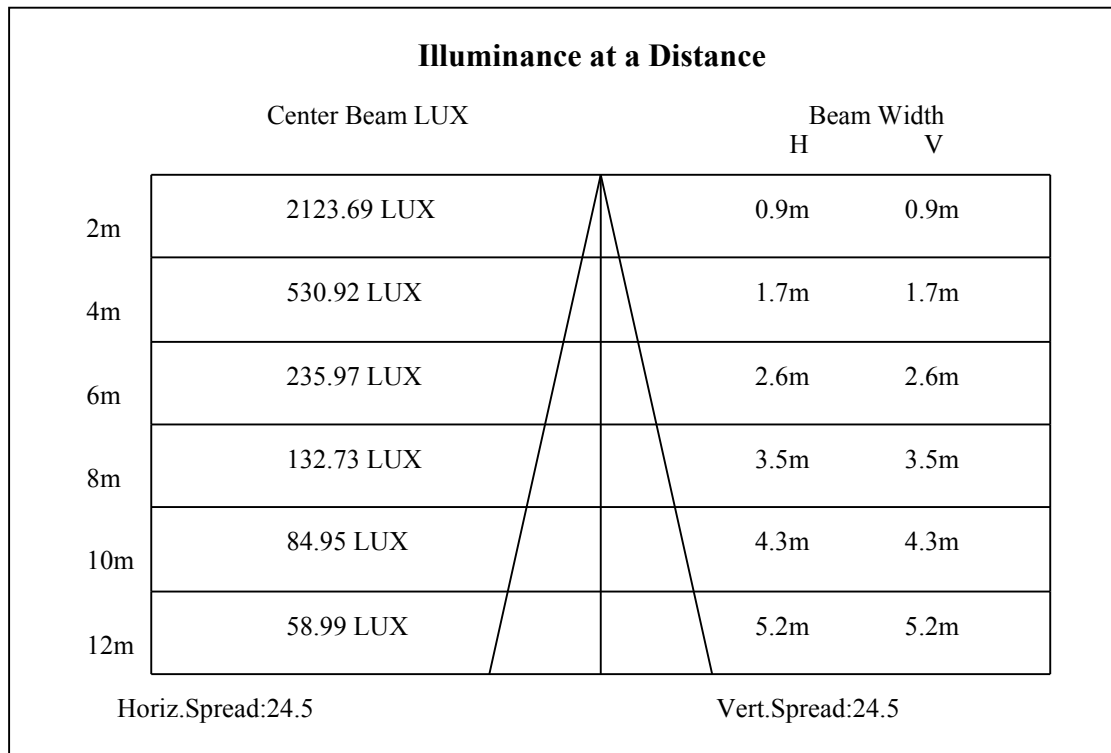 Illuminance at a Distance
Center Beam LUX Beam Width
H V
2m 2123.69 LUX 0.9m 0.9m
4m 530.92 LUX 1.7m 1.7m
6m 235.97 LUX 2.6m 2.6m
8m 132.73 LUX 3.5m 3.5m
10m 84.95 LUX 4.3m 4.3m
12m 58.99 LUX 5.2m 5.2m
Horiz.Spread:24.5 Vert.Spread:24.5